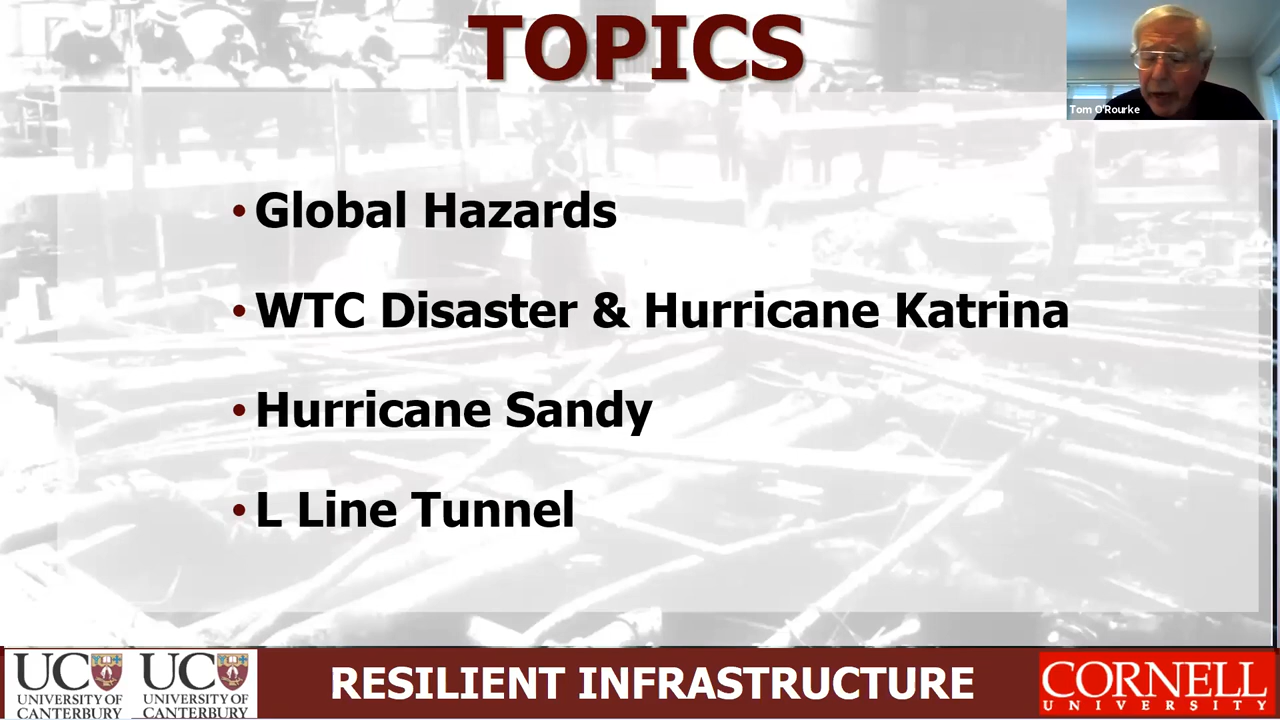 TOPICS
Tom O'Rourke
• Global Hazards
• WTC Disaster & Hurricane Katrina
• Hurricane Sandy
• L Line Tunnel
UC
UNIVERSITY OF
CANTERBURY
UC
UNIVERSITY OF
CANTERBURY
RESILIENT INFRASTRUCTURE
CORNELL
UNIVERSITY